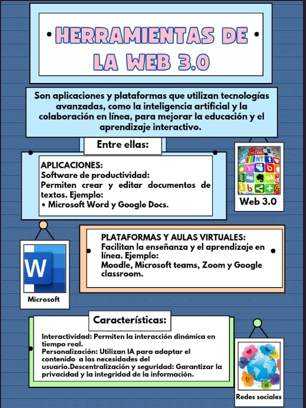 HERRAMIENTAS DE
LA WEB 3.0
Son aplicaciones y plataformas que utilizan tecnologías
avanzadas, como la inteligencia artificial y la
colaboración en línea, para mejorar la educación y el
aprendizaje interactivo.
Entre ellas:
APLICACIONES:
Software de productividad:
Permiten crear y editar documentos de
textos. Ejemplo:
• Microsoft Word y Google Docs.
Web 3.0
PLATAFORMAS Y AULAS VIRTUALES:
Facilitan la enseñanza y el aprendizaje en
línea. Ejemplo:
Moodle, Microsoft teams, Zoom y Google
classroom.
W
Microsoft
Características:
Interactividad: Permiten la interacción dinámica en
tiempo real.
Personalización: Utilizan IA para adaptar el
contenido a las necesidades del
usuario.Descentralización y seguridad: Garantizar la
privacidad y la integridad de la información.
Redes sociales